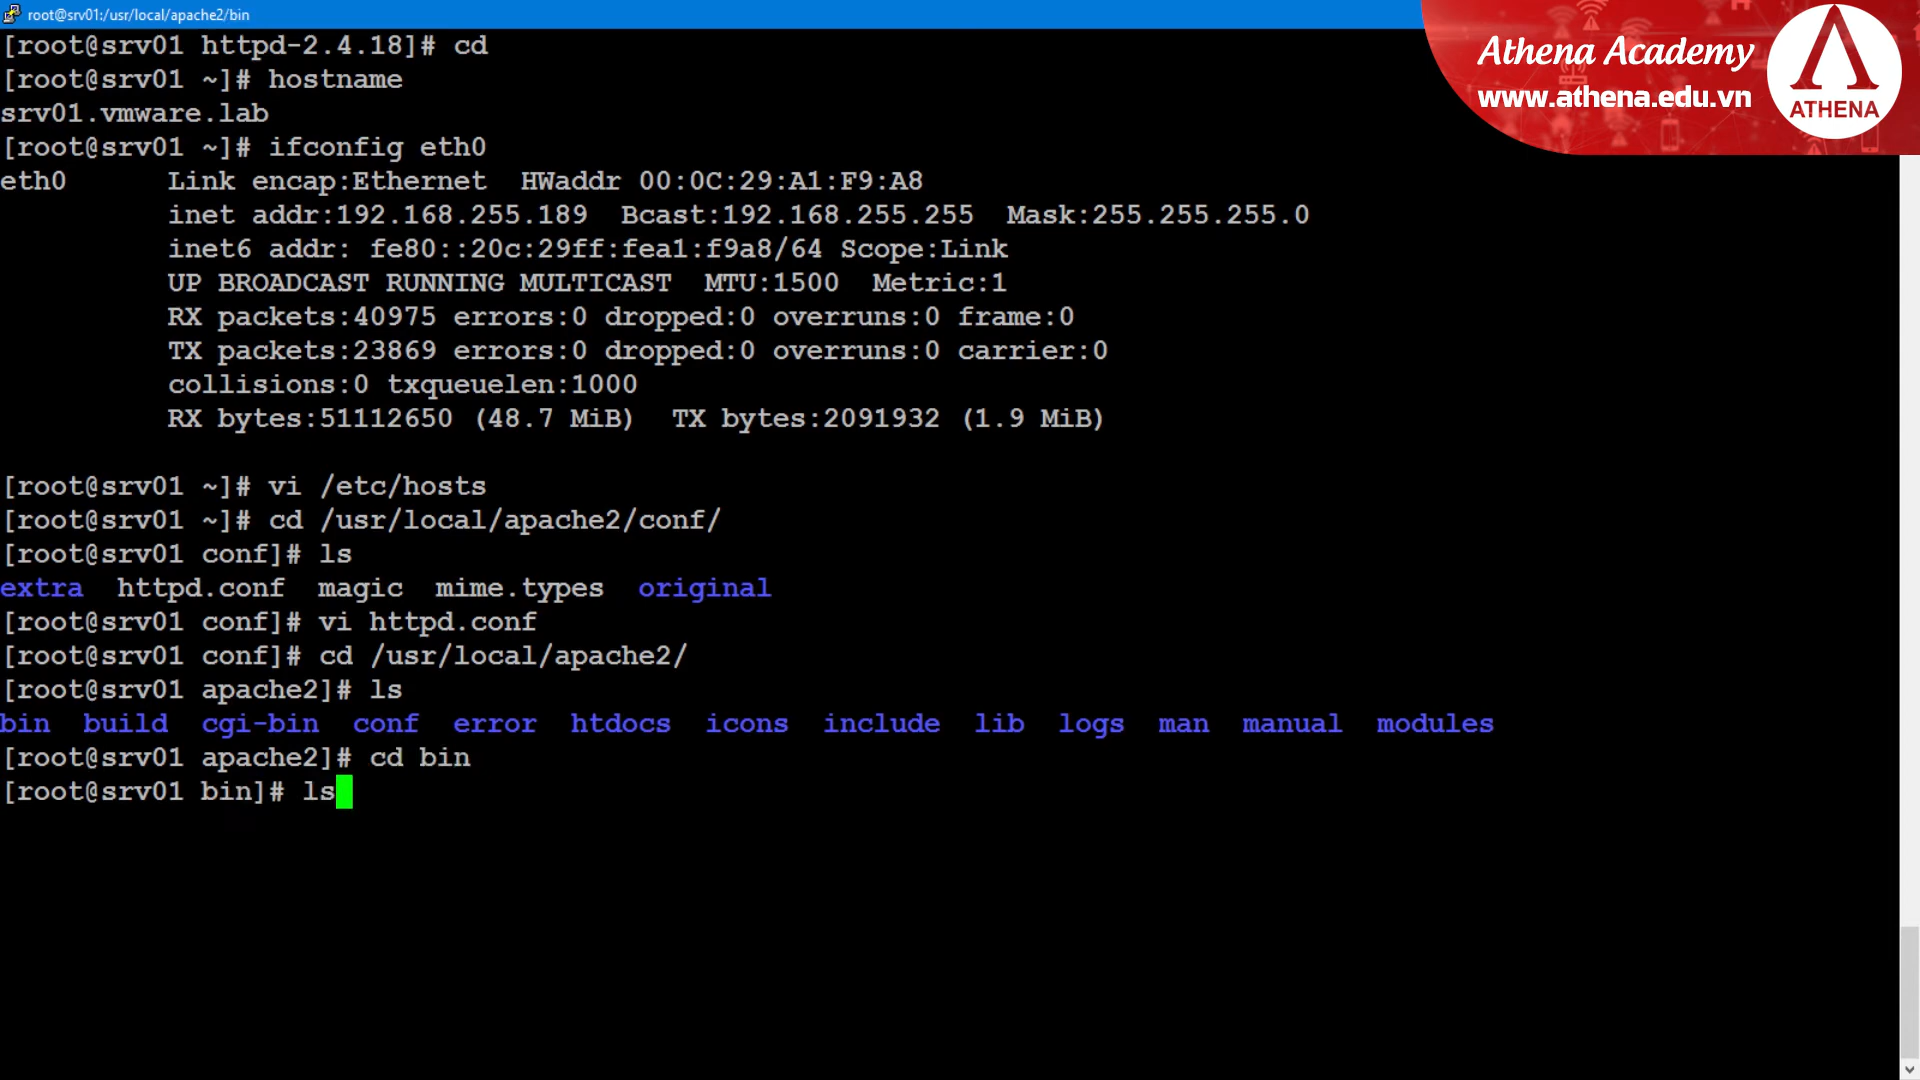 root@srv01:/usr/local/apache2/bin
[root@srv01 httpd-2.4.18]# cd
[root@srv01 ~]# hostname
srv01.vmware.lab
[root@srv01 ~]# ifconfig eth0
eth0      Link encap:Ethernet  HWaddr 00:0C:29:A1:F9:A8
          inet addr:192.168.255.189  Bcast:192.168.255.255  Mask:255.255.255.0
          inet6 addr: fe80::20c:29ff:fea1:f9a8/64 Scope:Link
          UP BROADCAST RUNNING MULTICAST  MTU:1500  Metric:1
          RX packets:40975 errors:0 dropped:0 overruns:0 frame:0
          TX packets:23869 errors:0 dropped:0 overruns:0 carrier:0
          collisions:0 txqueuelen:1000
          RX bytes:51112650 (48.7 MiB)  TX bytes:2091932 (1.9 MiB)
[root@srv01 ~]# vi /etc/hosts
[root@srv01 ~]# cd /usr/local/apache2/conf/
[root@srv01 conf]# ls
extra  httpd.conf  magic  mime.types  original
[root@srv01 conf]# vi httpd.conf
[root@srv01 conf]# cd /usr/local/apache2/
[root@srv01 apache2]# ls
bin  build  cgi-bin  conf  error  htdocs  icons  include  lib  logs  man  manual  modules
[root@srv01 apache2]# cd bin
[root@srv01 bin]# ls
Athena Academy
www.athena.edu.vn
ATHENA